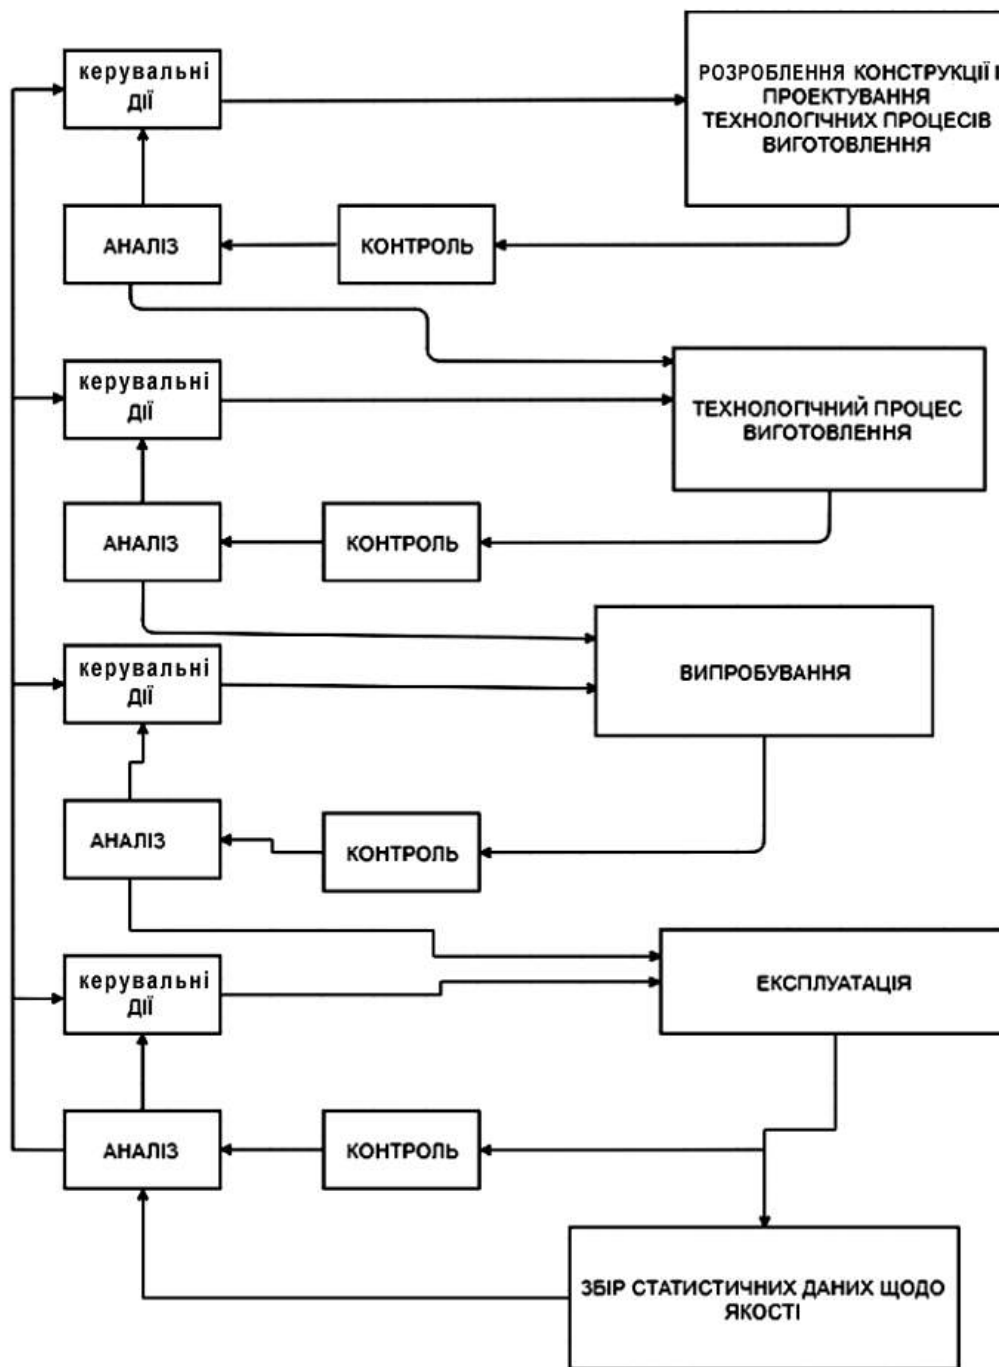 керувальні
дії
РОЗРОБЛЕННЯ КОНСТРУКЦІЇ І
ПРОЕКТУВАННЯ
ТЕХНОЛОГІЧНИХ ПРОЦЕСІВ
ВИГОТОВЛЕННЯ
АНАЛІЗ
КОНТРОЛЬ
керувальні
дії
ТЕХНОЛОГІЧНИЙ ПРОЦЕС
ВИГОТОВЛЕННЯ
АНАЛІЗ
КОНТРОЛЬ
керувальні
дії
ВИПРОБУВАННЯ
АНАЛІЗ
КОНТРОЛЬ
керувальні
дії
ЕКСПЛУАТАЦІЯ
АНАЛІЗ
КОНТРОЛЬ
ЗБІР СТАТИСТИЧНИХ ДАНИХ ЩОДО
ЯКОСТІ